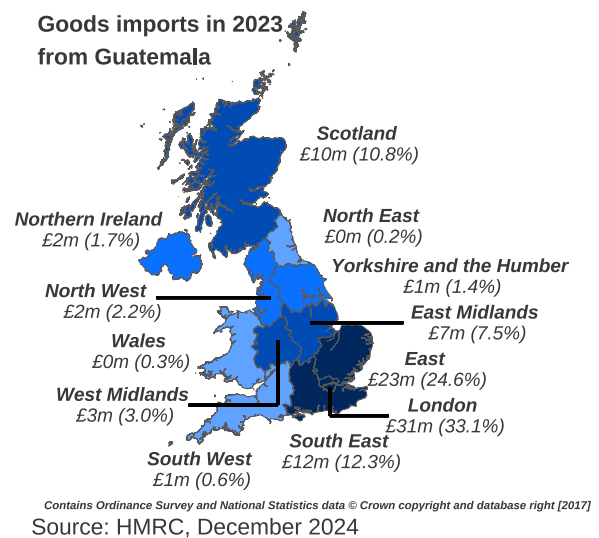 Goods imports in 2023
from Guatemala
Scotland
£10m (10.8%)
Northern Ireland
£2m (1.7%)
North East
£0m (0.2%)
Yorkshire and the Humber
£1m (1.4%)
North West
£2m (2.2%)
East Midlands
£7m (7.5%)
Wales
£0m (0.3%)
East
£23m (24.6%)
West Midlands
£3m (3.0%)
London
£31m (33.1%)
South East
£12m (12.3%)
South West
£1m (0.6%)
Contains Ordinance Survey and National Statistics data © Crown copyright and database right [2017]
Source: HMRC, December 2024